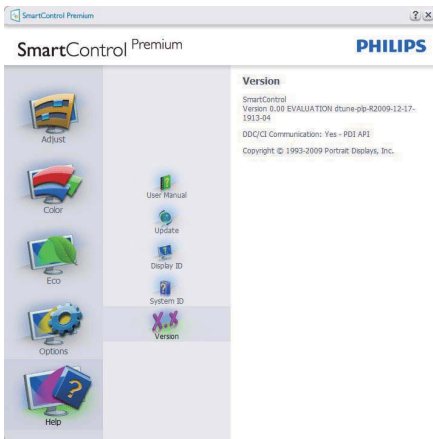 SmartControl Premium
SmartControl Premium
PHILIPS
Adjust
Color
Eco
Options
Help
User Manual
Update
Display ID
System ID
Version
Version
SmartControl
Version 0.00 EVALUATION dtune-plp-R2009-12-17-
1913-04
DDC/CI Communication: Yes - PDI API
Copyright © 1993-2009 Portrait Displays, Inc.